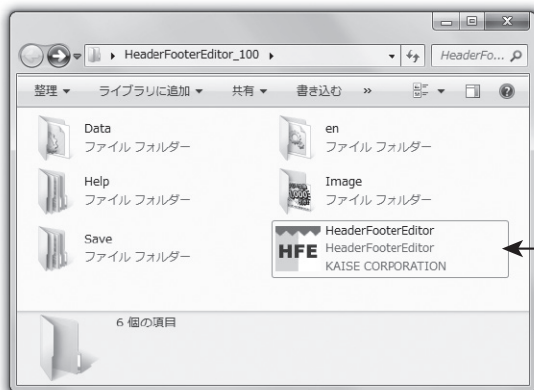 HeaderFooterEditor_100
HeaderFo...
整理 ライブラリに追加 共有 書き込む »
Data
ファイル フォルダー
en
ファイル フォルダー
Help
ファイル フォルダー
Image
ファイル フォルダー
Save
ファイル フォルダー
HFE
HeaderFooterEditor
HeaderFooterEditor
KAISE CORPORATION
6 個の項目